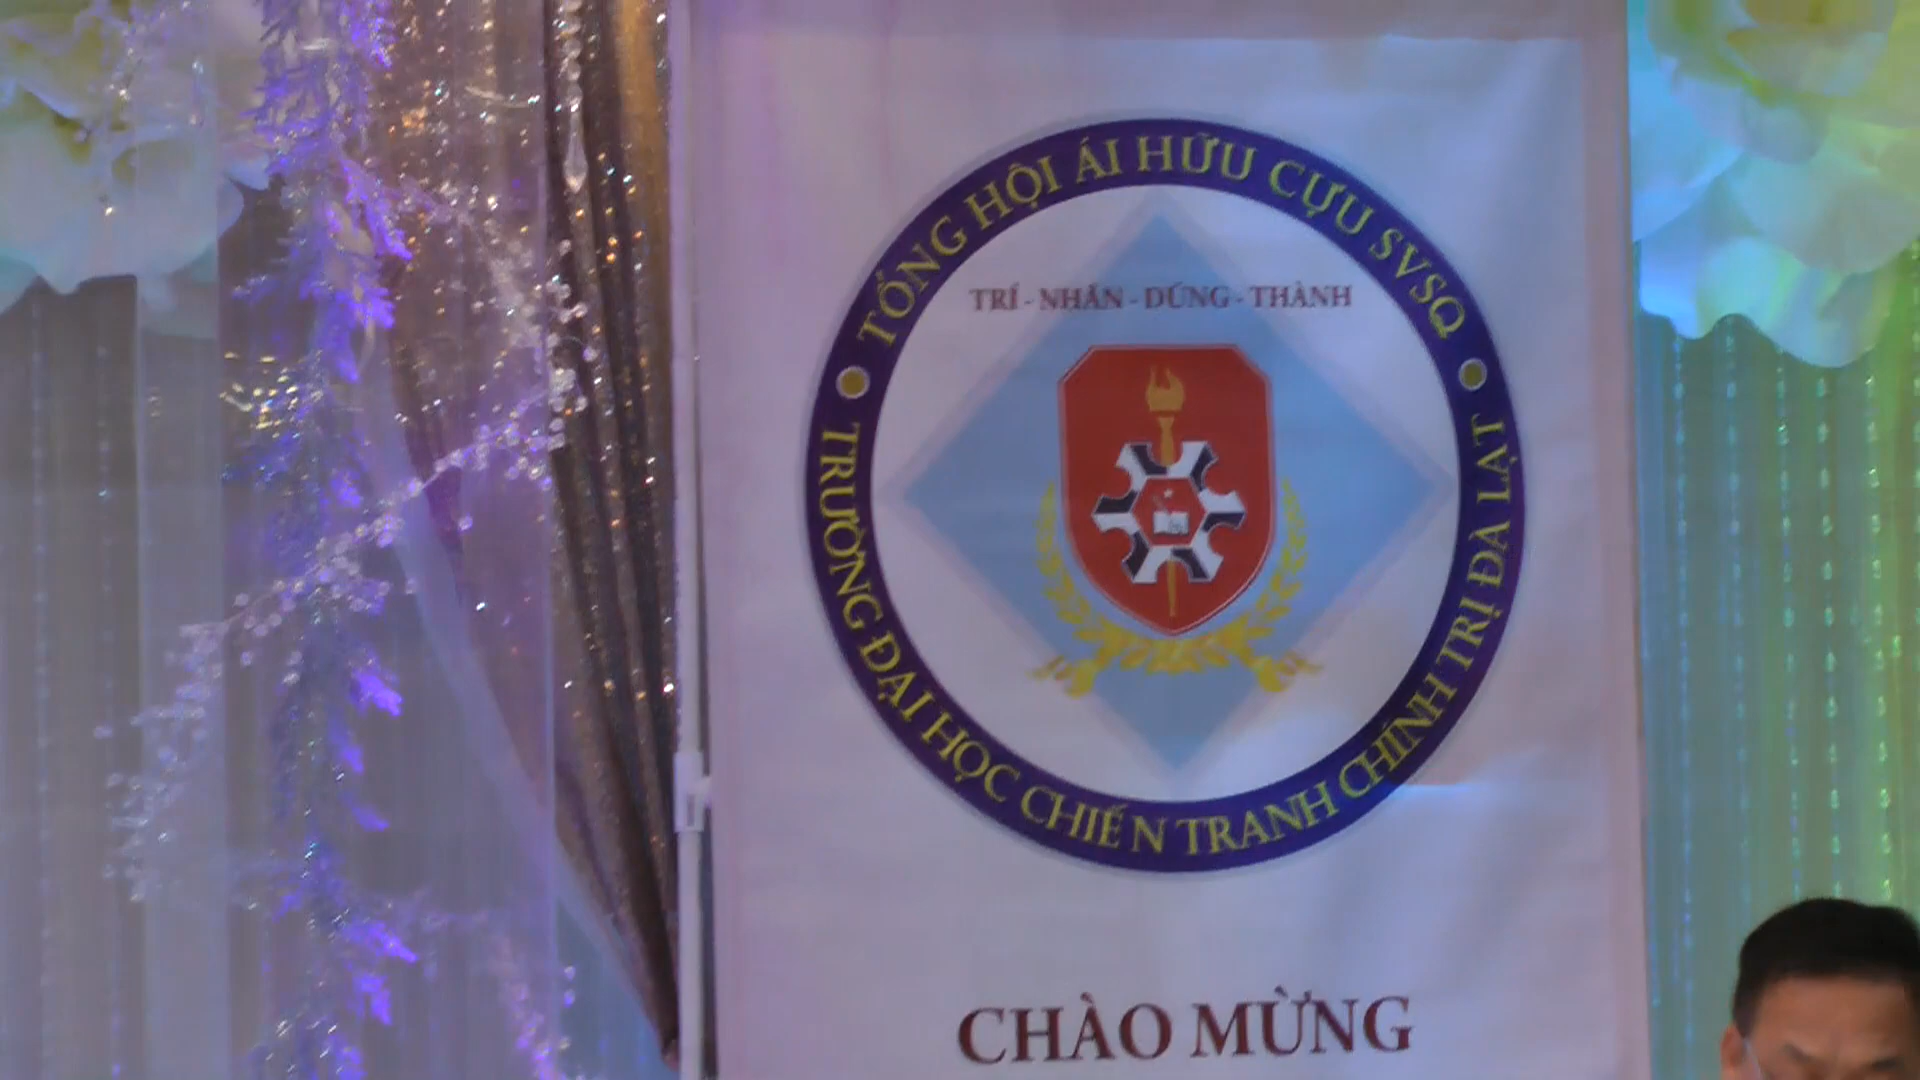 TỔNG HỘI ÁI HỮU CỰU SVSQ
TRƯỜNG ĐẠI HỌC CHIẾN TRANH CHÍNH TRỊ ĐÀ LẠT
TRÍ - NHÂN - DŨNG - THÀNH
CHÀO MỪNG